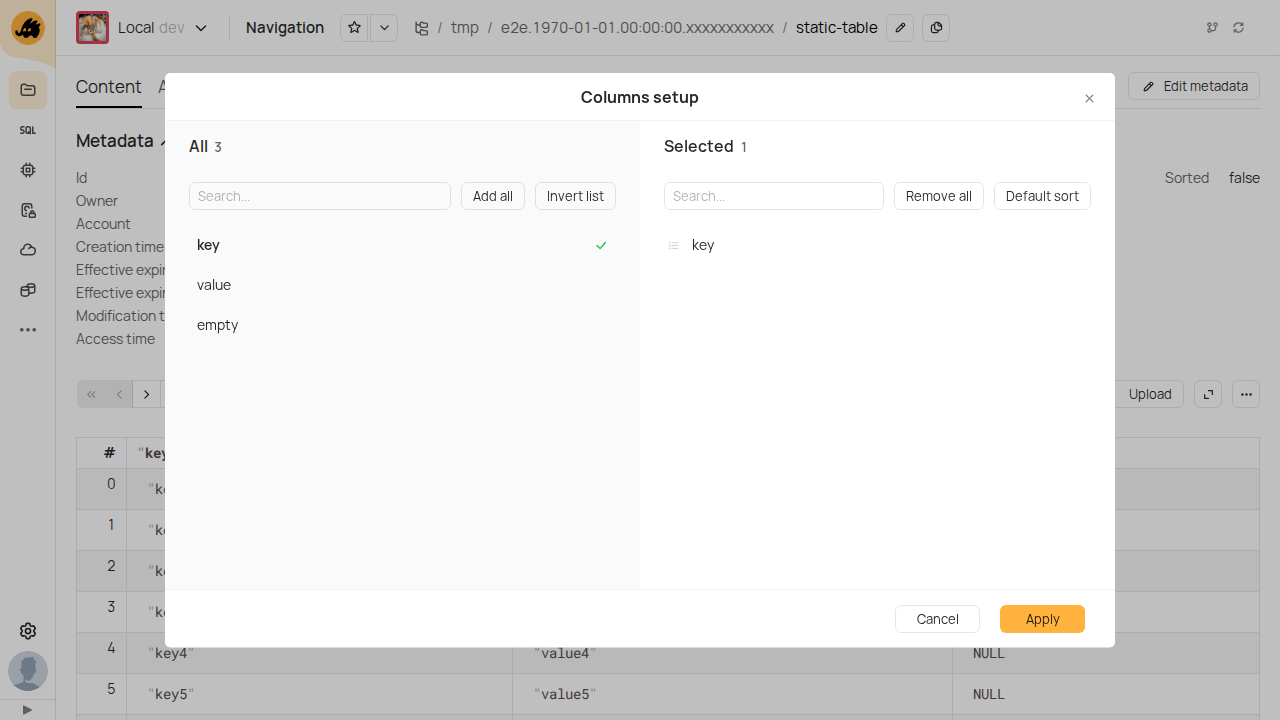 Local dev Navigation / tmp / e2e.1970-01-01.00:00:00.xxxxxxxxxxx / static-table
Content
Edit metadata
Columns setup
SQL
Metadata
All 3
Selected 1
Id
Sorted false
Search...
Add all
Invert list
Search...
Remove all
Default sort
Owner
Account
Creation time
key
key
Effective expir
value
Effective expir
Modification t
empty
Access time
Upload
#
"key
0 "ke
1 "ke
2 "ke
3 "ke
Cancel
Apply
4 "key4" "value4" NULL
5 "key5" "value5" NULL